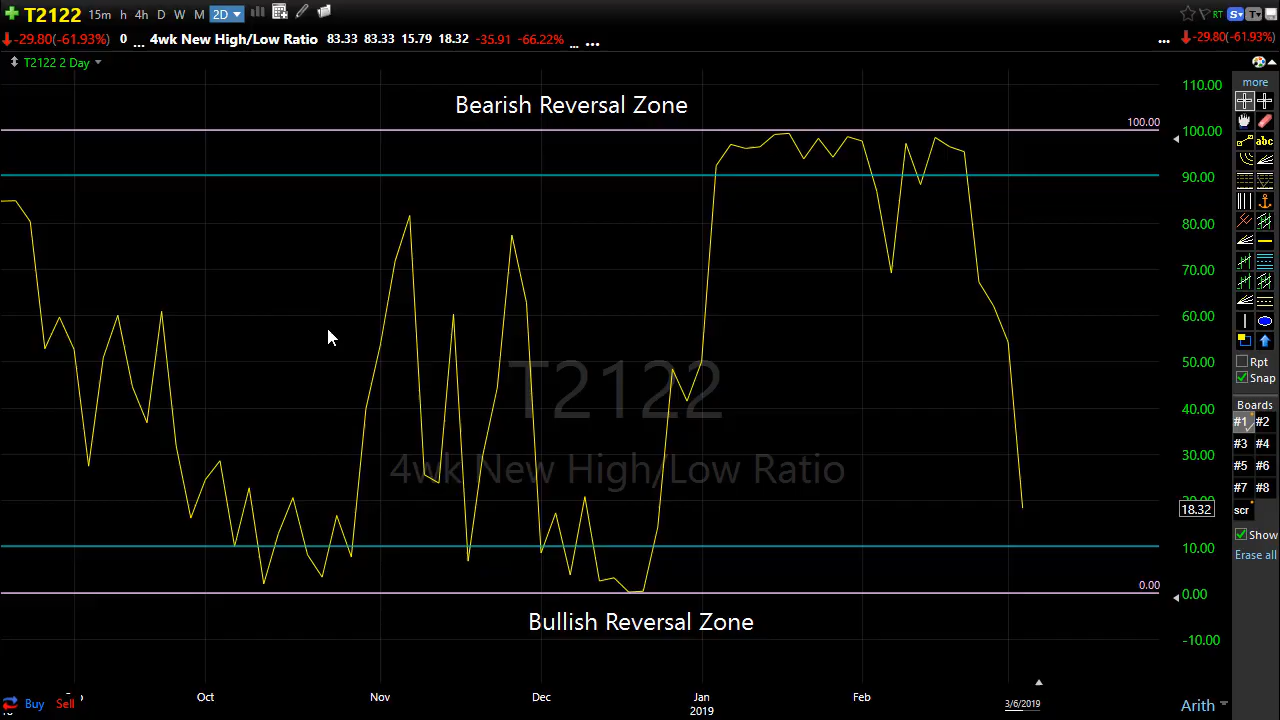 T2122 15m h 4h D W M 2D
RT S T
-29.80(-61.93%) 0 ... 4wk New High/Low Ratio 83.33 83.33 15.79 18.32 -35.91 -66.22% ... ...
... -29.80(-61.93%)
T2122 2 Day
more
Bearish Reversal Zone
110.00
100.00
100.00
90.00
80.00
70.00
60.00
50.00
40.00
30.00
18.32
10.00
0.00
0.00
-10.00
T2122
4wk New High/Low Ratio
Bullish Reversal Zone
abc
Rpt
Snap
Boards
#1 #2
#3 #4
#5 #6
#7 #8
scr
Show
Erase all
Oct Nov Dec Jan Feb
2019
3/6/2019
Buy Sell
Arith